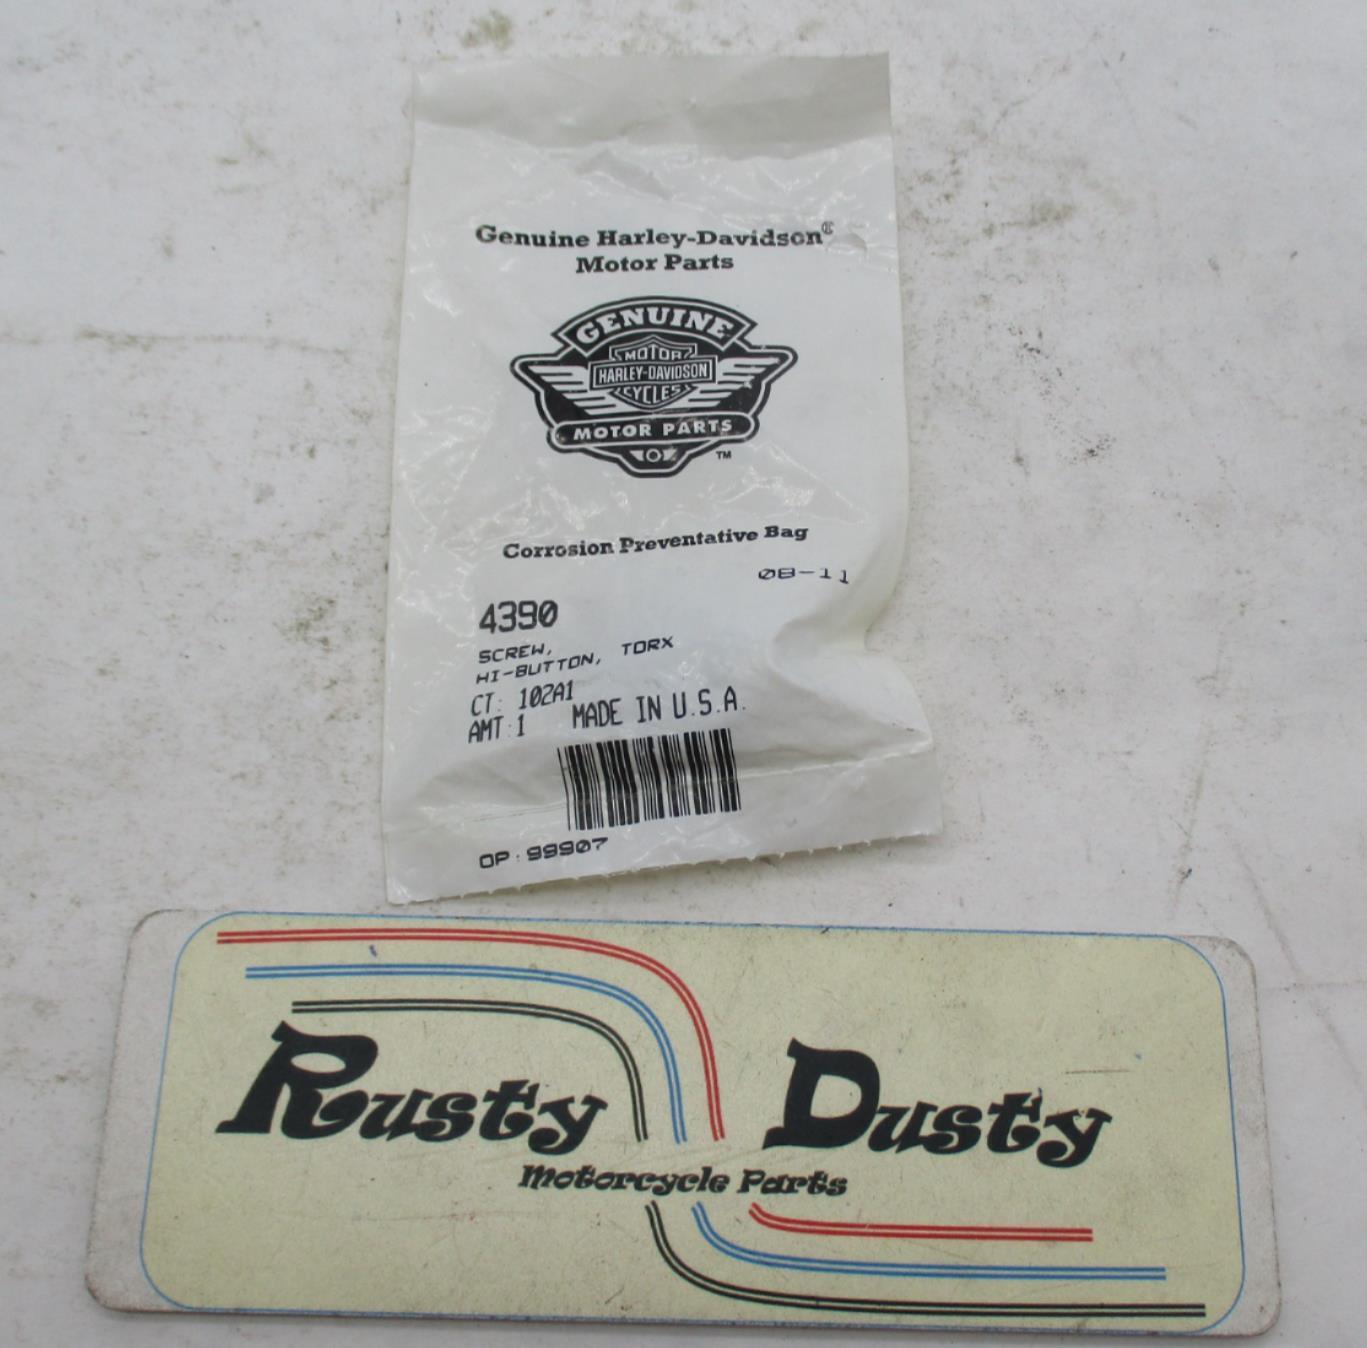 Genuine Harley-Davidson®
Motor Parts
GENUINE
MOTOR
HARLEY-DAVIDSON
CYCLES
MOTOR PARTS
TM
Corrosion Preventative Bag
08-11
4390
SCREW,
HI-BUTTON, TORX
CT: 102A1
AMT:1 MADE IN U.S.A.
OP:99907
Rusty Dusty
Motorcycle Parts